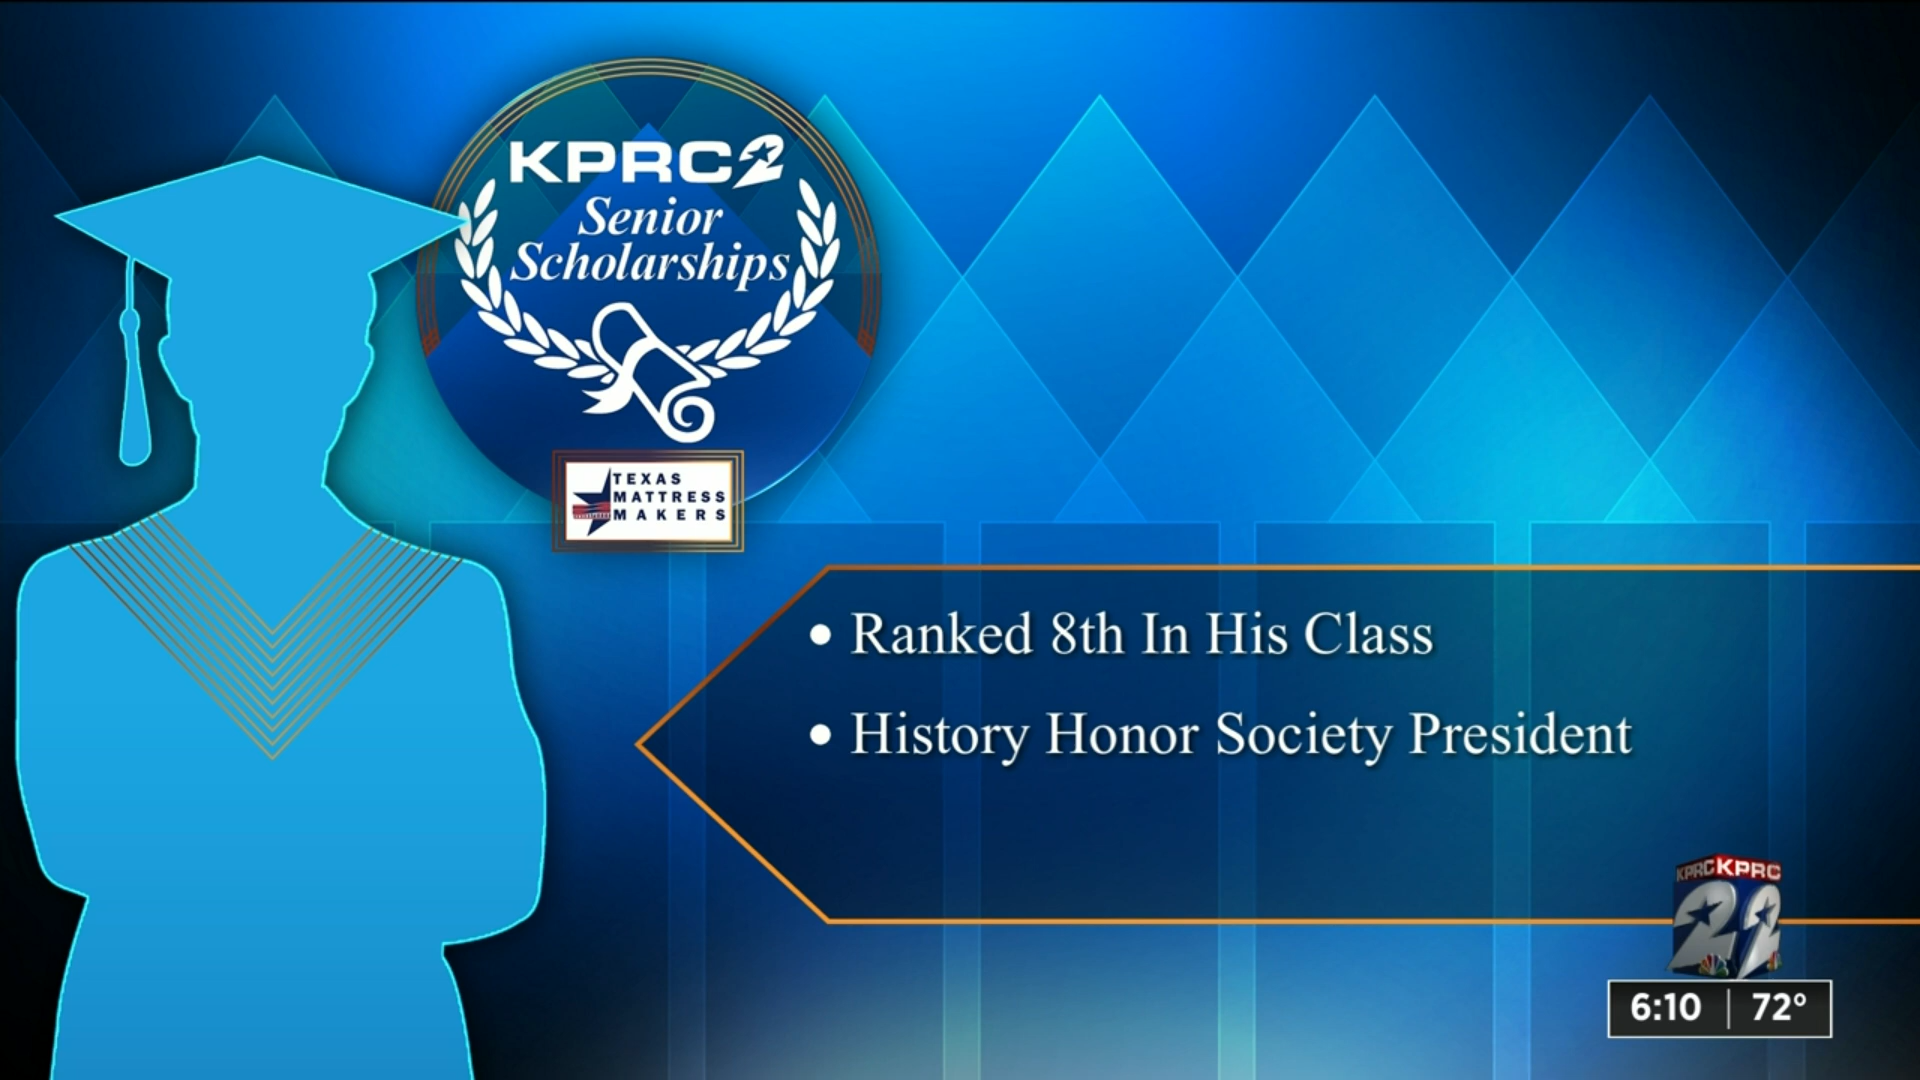 KPRC2
Senior
Scholarships
TEXAS
MATTRESS
MAKERS
• Ranked 8th In His Class
• History Honor Society President
KPRC KPRC
2 2
6:10 | 72°